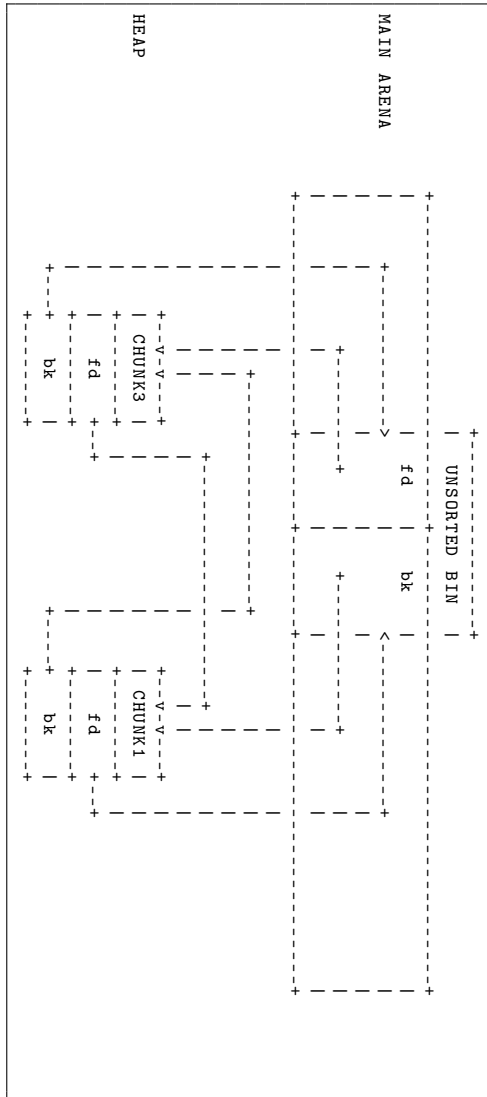 UNSORTED BIN
fd bk
MAIN ARENA
HEAP CHUNK3 CHUNK1
fd fd
bk bk